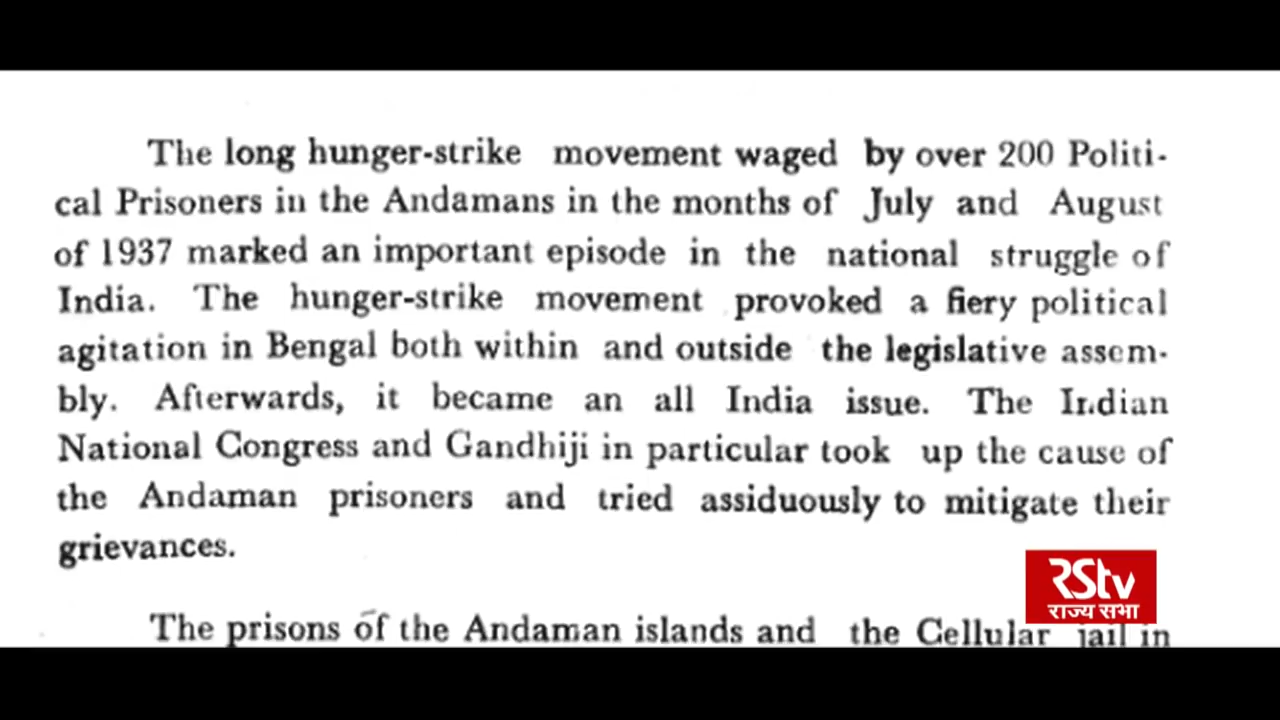 The long hunger-strike movement waged by over 200 Politi-
cal Prisoners in the Andamans in the months of July and August
of 1937 marked an important episode in the national struggle of
India. The hunger-strike movement provoked a fiery political
agitation in Bengal both within and outside the legislative assem-
bly. Afterwards, it became an all India issue. The Indian
National Congress and Gandhiji in particular took up the cause of
the Andaman prisoners and tried assiduously to mitigate their
grievances.
RStv
राज्य सभा
The prisons of the Andaman islands and the Cellular jail in